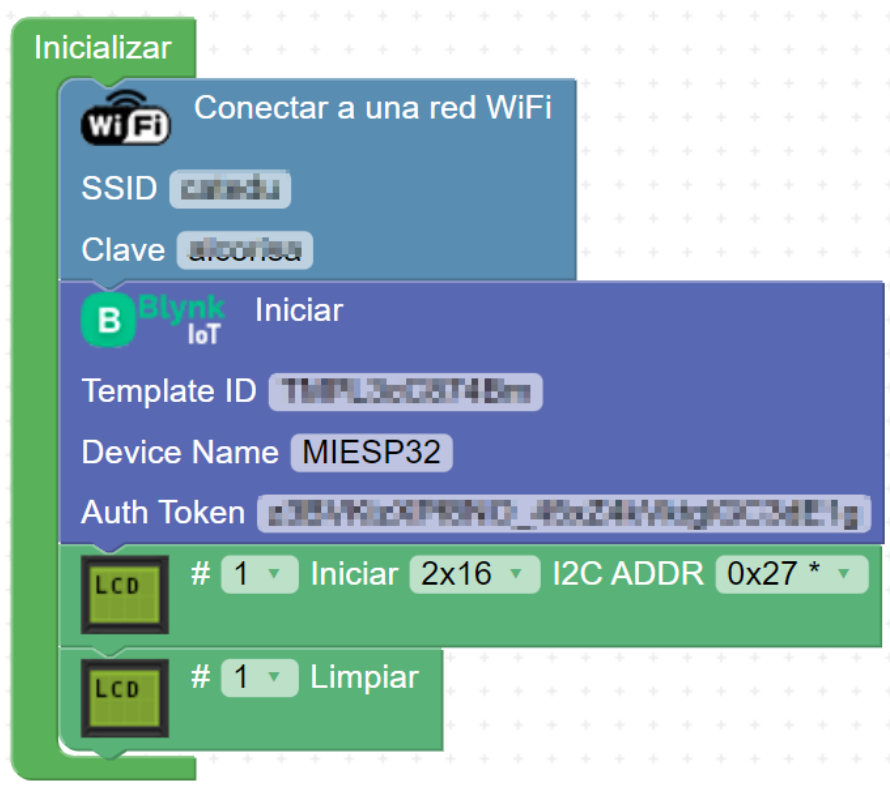 Inicializar
WiFi Conectar a una red WiFi
SSID
Clave
B Blynk IoT Iniciar
Template ID
Device Name MIESP32
Auth Token
LCD # 1 Iniciar 2x16 I2C ADDR 0x27 *
LCD # 1 Limpiar